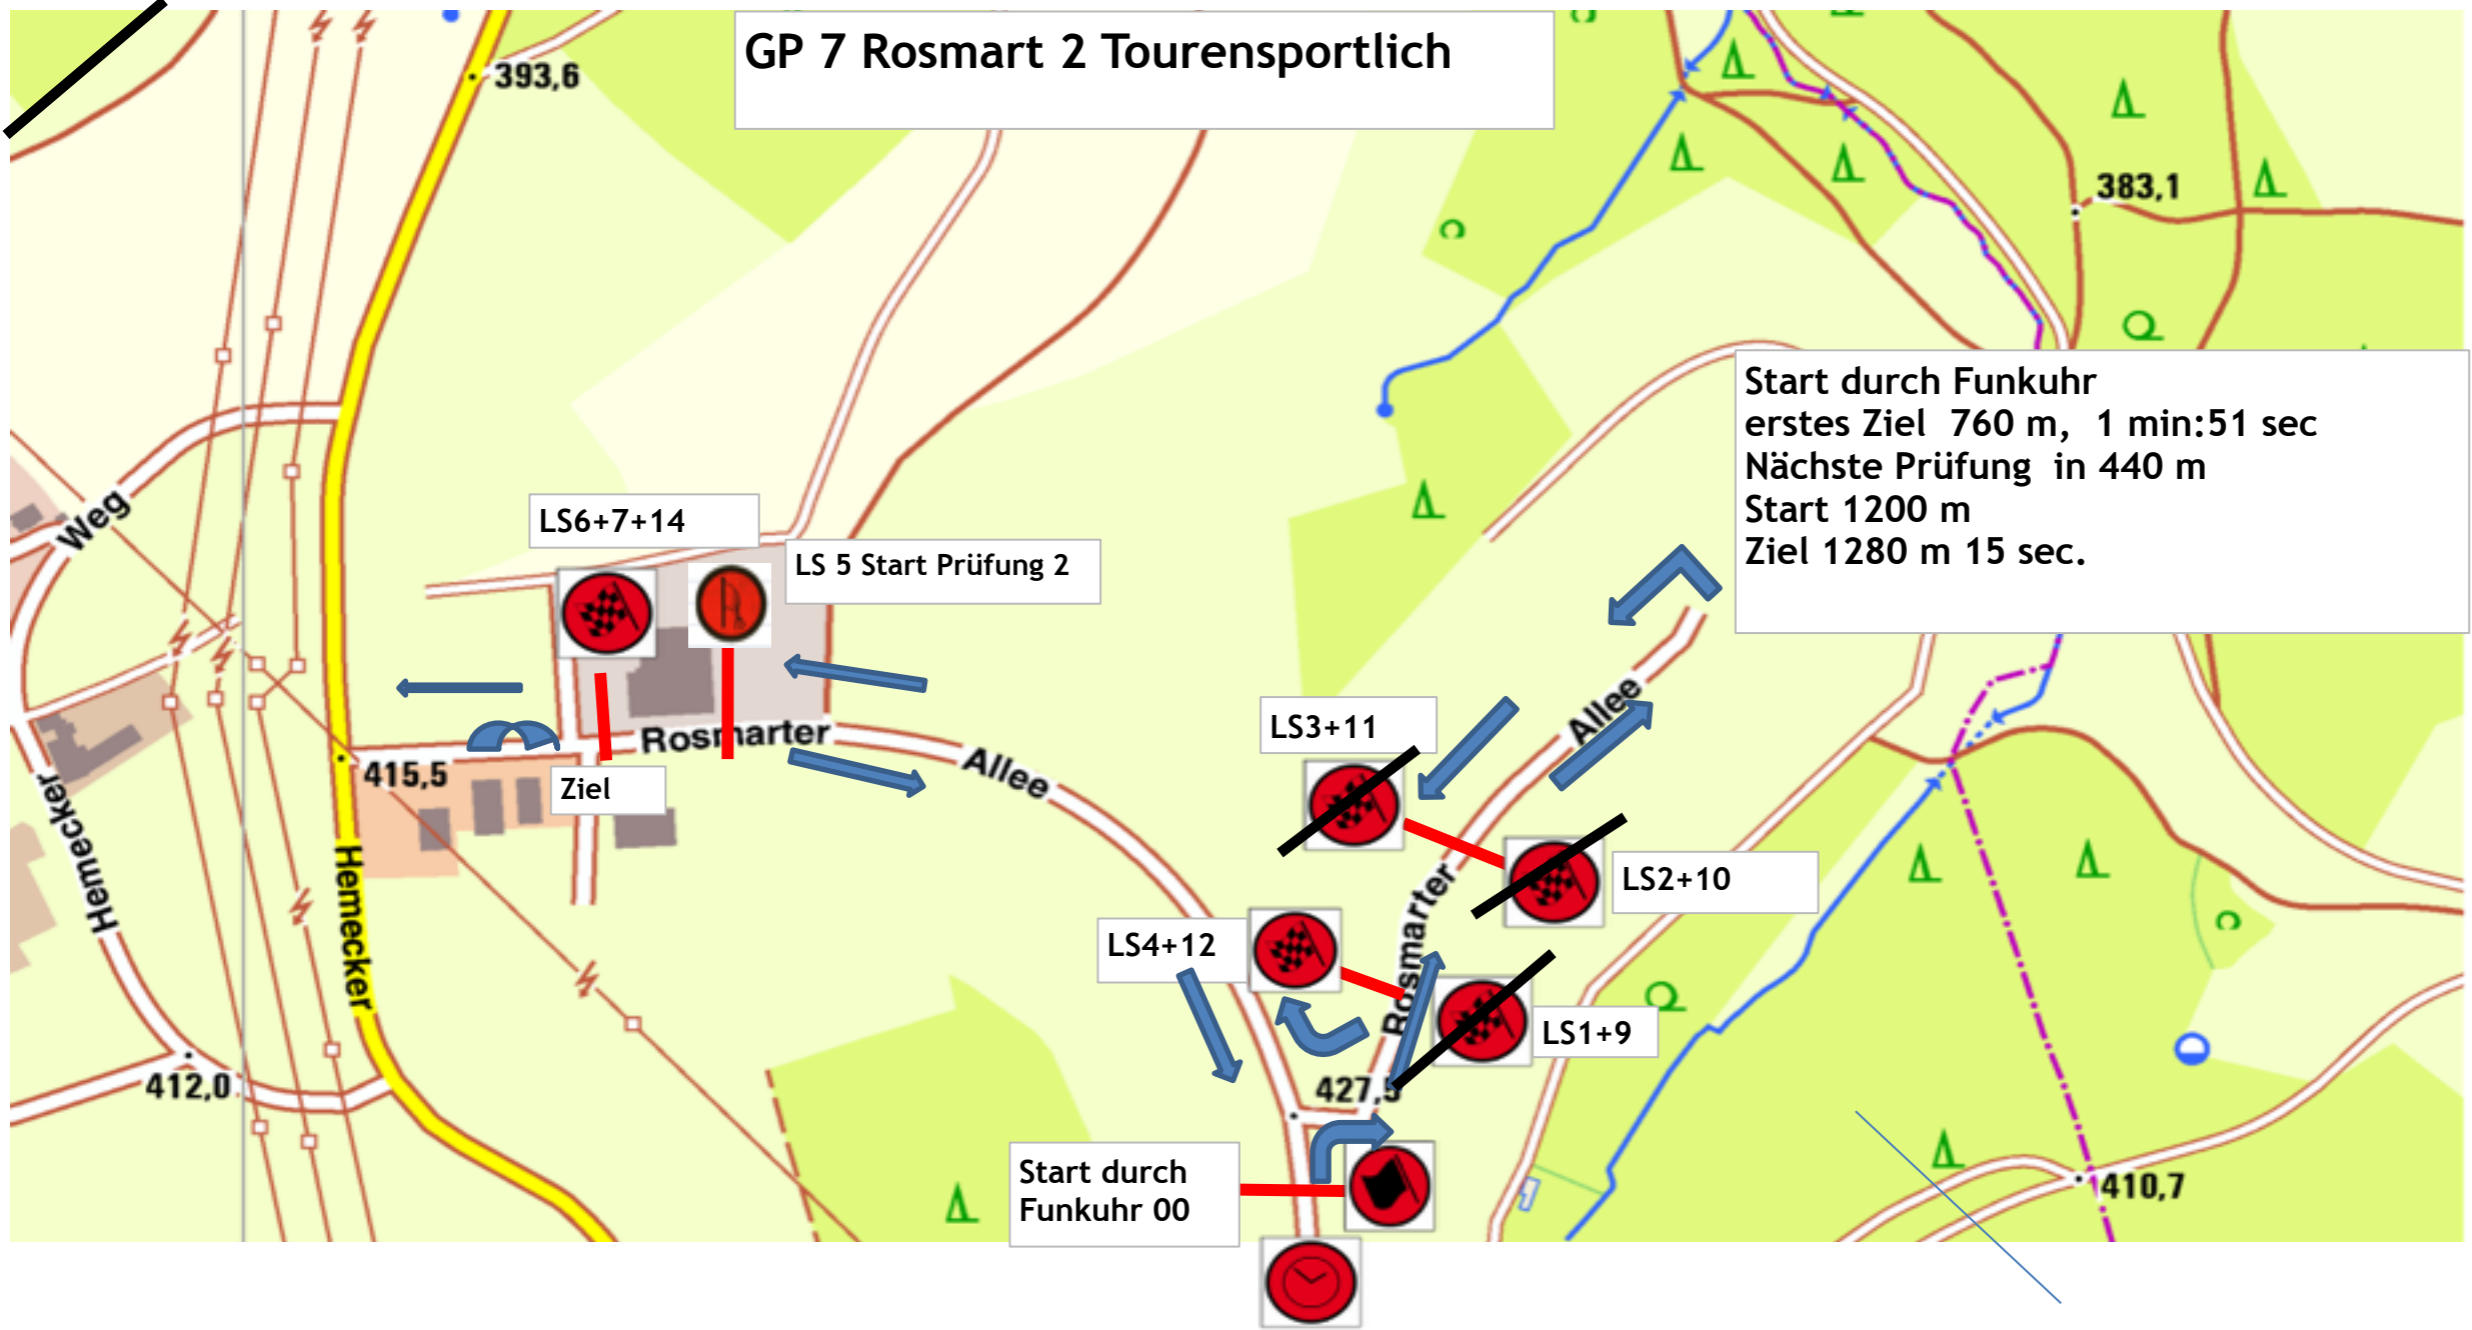 GP 7 Rosmart 2 Tourensportlich
393,6
383,1
Start durch Funkuhr
erstes Ziel 760 m, 1 min:51 sec
Nächste Prüfung in 440 m
Start 1200 m
Ziel 1280 m 15 sec.
Weg
LS6+7+14
LS 5 Start Prüfung 2
Rosmarter
Allee
Allee
LS3+11
415,5
Ziel
Hemecker
Hemecker
Rosmarter
LS2+10
LS4+12
LS1+9
412,0
427,5
Start durch
Funkuhr 00
410,7